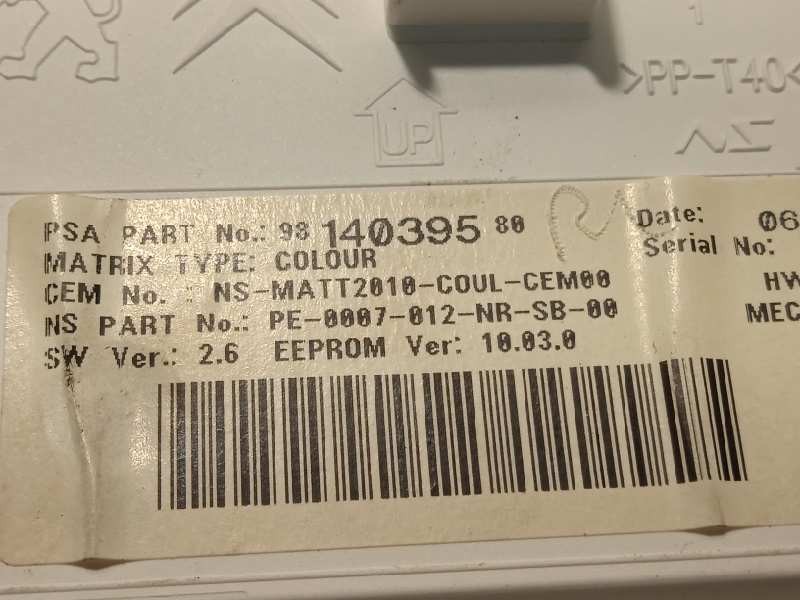 1
>PP-T40<
UP
PSA PART No.: 98 140395 80
Date: 06
MATRIX TYPE: COLOUR
Serial No:
CEM No. : NS-MATT2010-COUL-CEM00
HW
NS PART No.: PE-0007-012-NR-SB-00
MEC
SW Ver.: 2.6 EEPROM Ver: 10.03.0